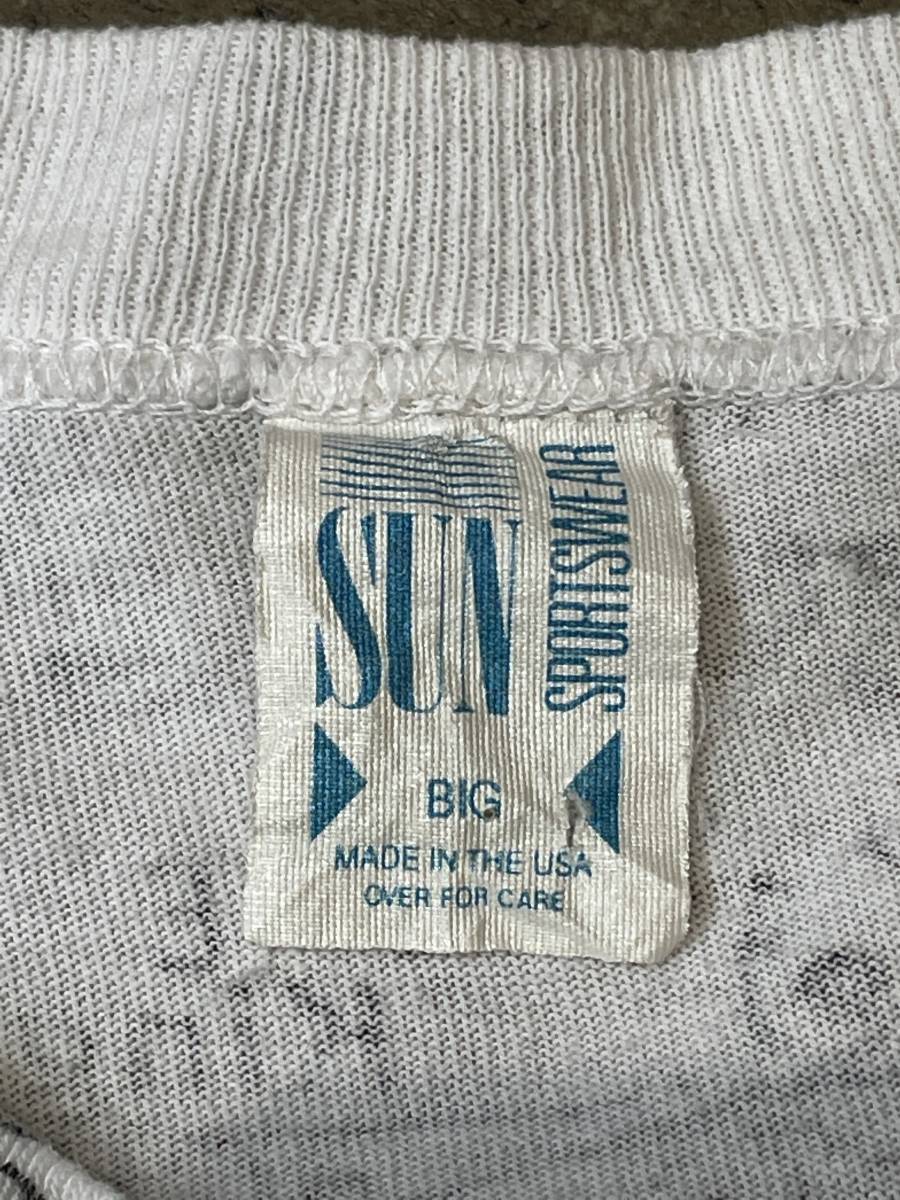 SUN
SPORTSWEAR
BIG
MADE IN THE USA
OVER FOR CARE